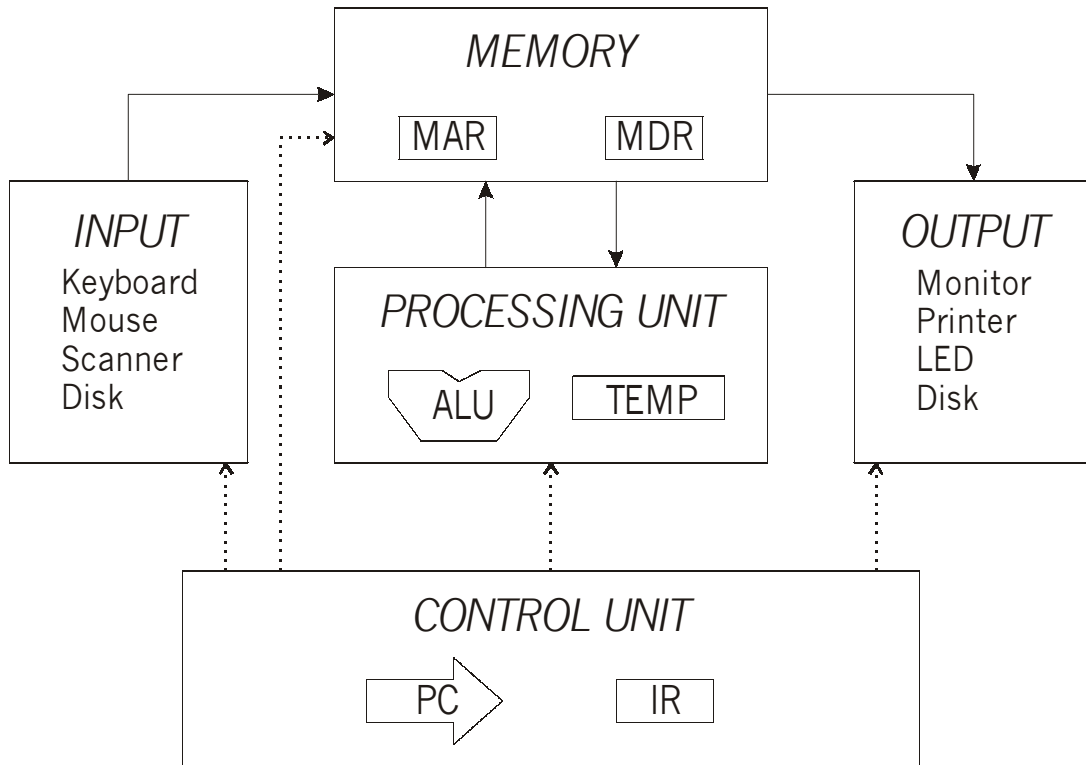 MEMORY
MAR
MDR
INPUT
Keyboard
Mouse
Scanner
Disk
PROCESSING UNIT
ALU
TEMP
OUTPUT
Monitor
Printer
LED
Disk
CONTROL UNIT
PC
IR